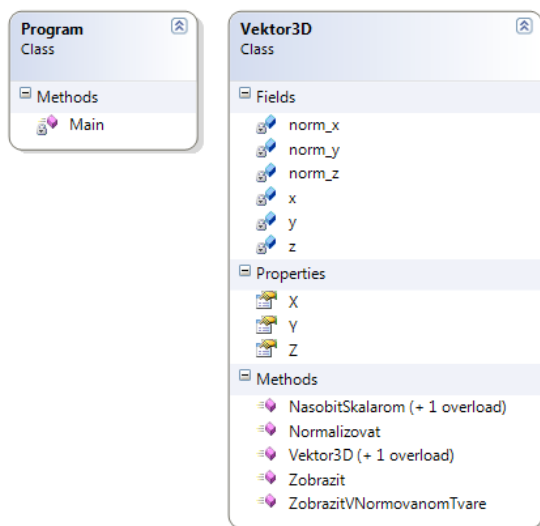 Program
Class
Methods
Main
Vektor3D
Class
Fields
norm_x
norm_y
norm_z
x
y
z
Properties
X
Y
Z
Methods
NasobitSkalarom (+ 1 overload)
Normalizovat
Vektor3D (+ 1 overload)
Zobrazit
ZobrazitVNormovanomTvare